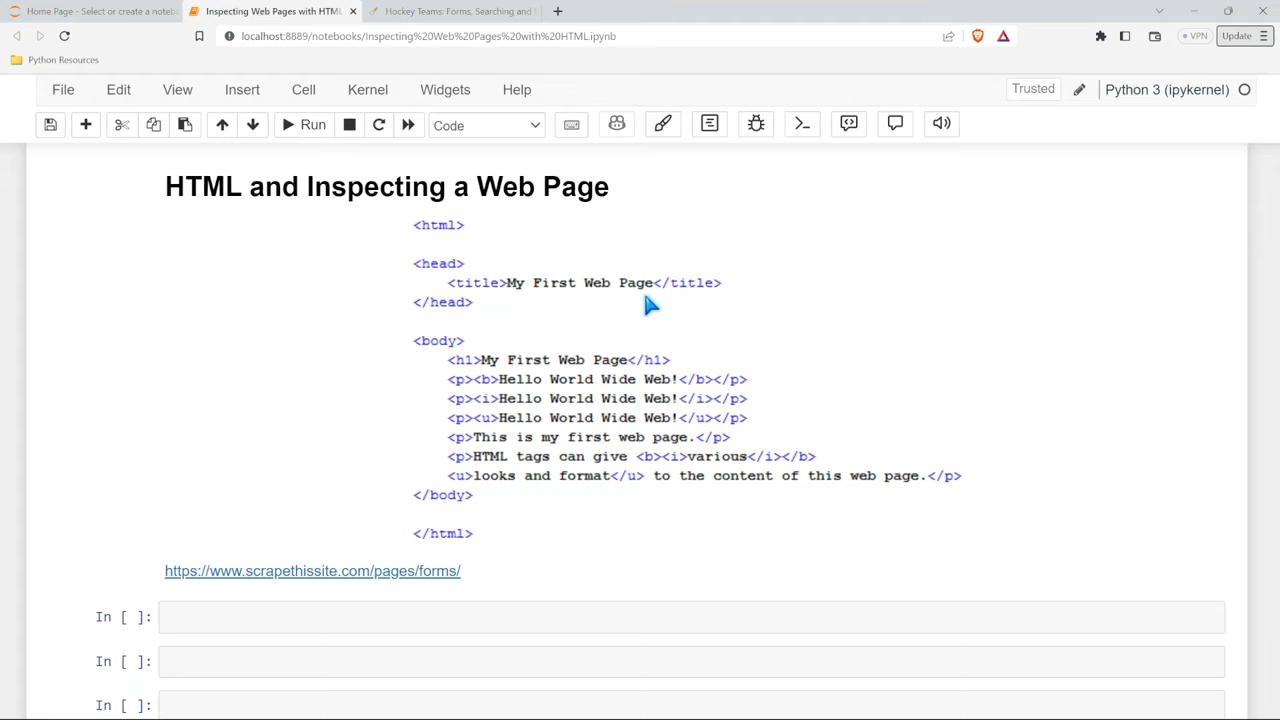 Home Page - Select or create a noteb
Inspecting Web Pages with HTML
Hockey Teams: Forms, Searching and
localhost:8889/notebooks/Inspecting%20Web%20Pages%20with%20HTML.ipynb
VPN
Update
Python Resources
File Edit View Insert Cell Kernel Widgets Help
Trusted
Python 3 (ipykernel)
Run
Code
HTML and Inspecting a Web Page
<html>
<head>
<title>My First Web Page</title>
</head>
<body>
<h1>My First Web Page</h1>
<p><b>Hello World Wide Web!</b></p>
<p><i>Hello World Wide Web!</i></p>
<p><u>Hello World Wide Web!</u></p>
<p>This is my first web page.</p>
<p>HTML tags can give <b><i>various</i></b>
<u>looks and format</u> to the content of this web page.</p>
</body>
</html>
https://www.scrapethissite.com/pages/forms/
In [ ]:
In [ ]:
In [ ]: